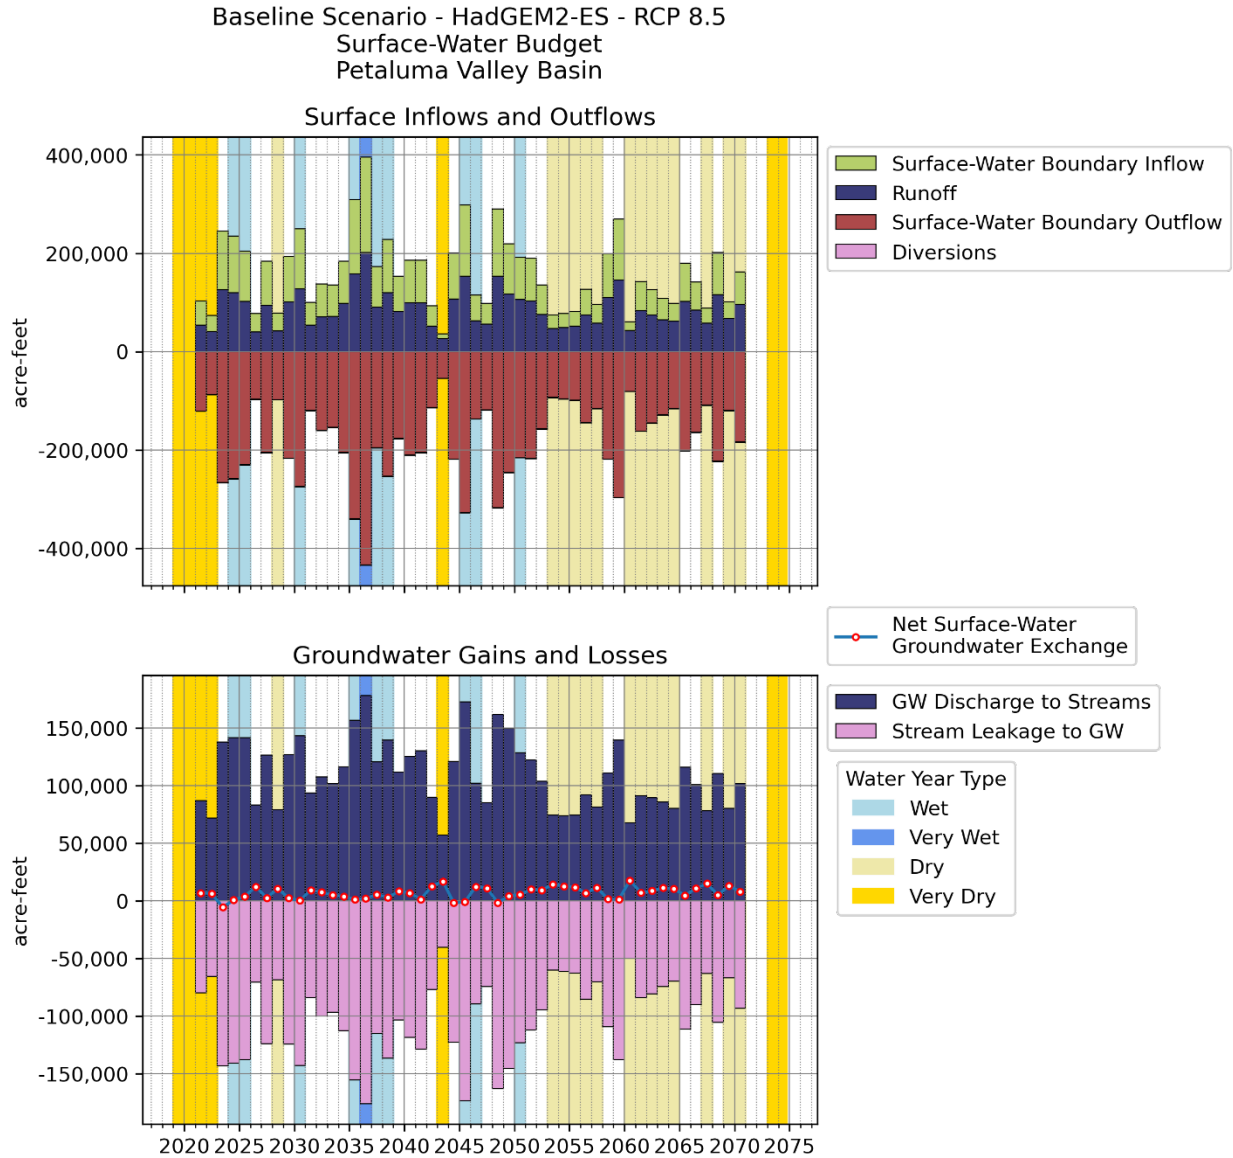 Baseline Scenario - HadGEM2-ES - RCP 8.5
Surface-Water Budget
Petaluma Valley Basin
Surface Inflows and Outflows
400,000
200,000
0
-200,000
-400,000
acre-feet
Surface-Water Boundary Inflow
Runoff
Surface-Water Boundary Outflow
Diversions
Net Surface-Water
Groundwater Exchange
Groundwater Gains and Losses
150,000
100,000
50,000
0
-50,000
-100,000
-150,000
acre-feet
GW Discharge to Streams
Stream Leakage to GW
Water Year Type
Wet
Very Wet
Dry
Very Dry
2020 2025 2030 2035 2040 2045 2050 2055 2060 2065 2070 2075